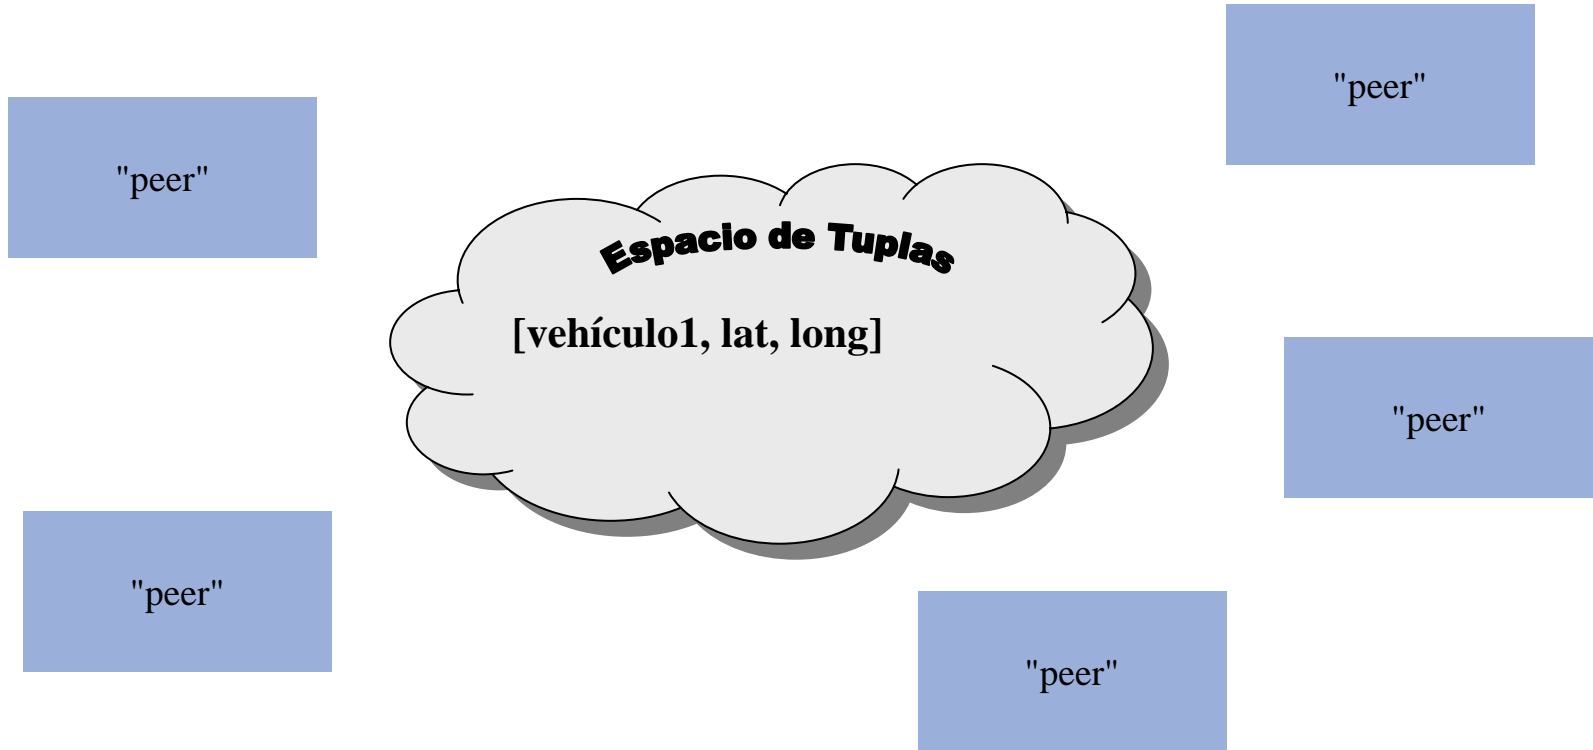 "peer"
"peer"
Espacio de Tuplas
[vehículo1, lat, long]
"peer"
"peer"
"peer"